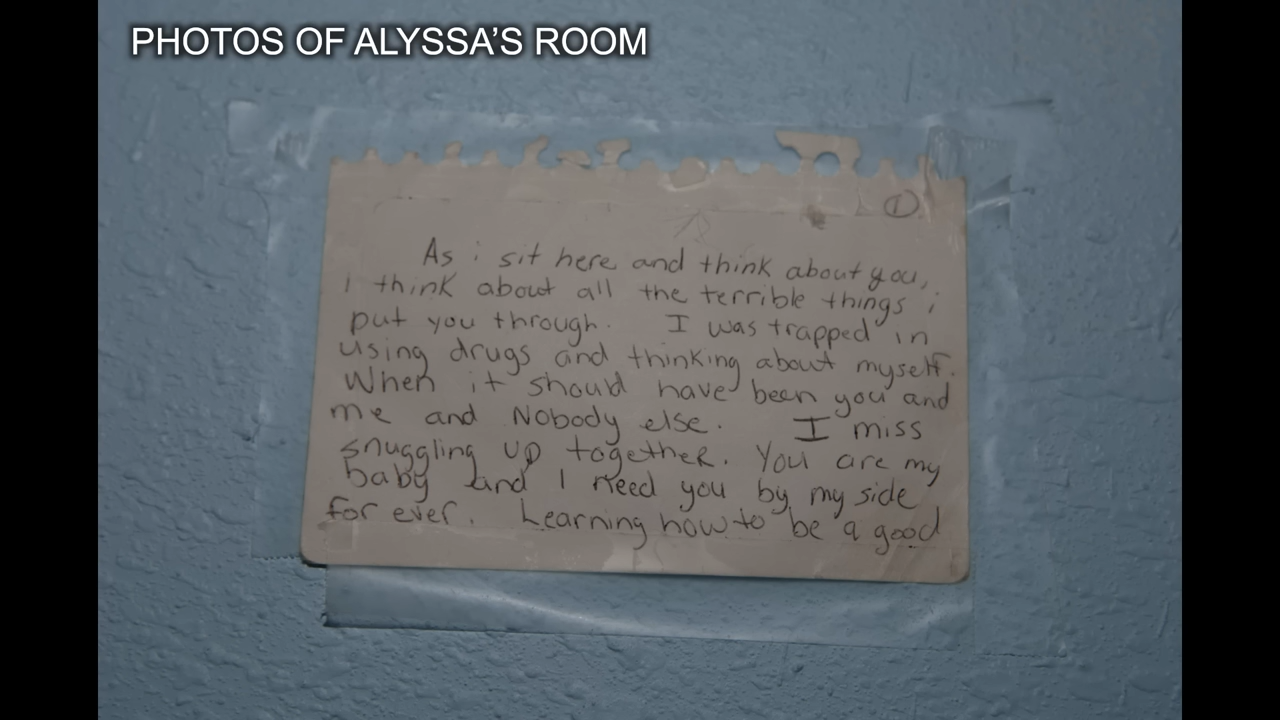 PHOTOS OF ALYSSA'S ROOM
①
As i sit here and think about you,
I think about all the terrible things i
put you through. I was trapped in
using drugs and thinking about myself.
When it should have been you and
me and Nobody else. I miss
snuggling up together. You are my
baby and I need you by my side
for ever. Learning how to be a good